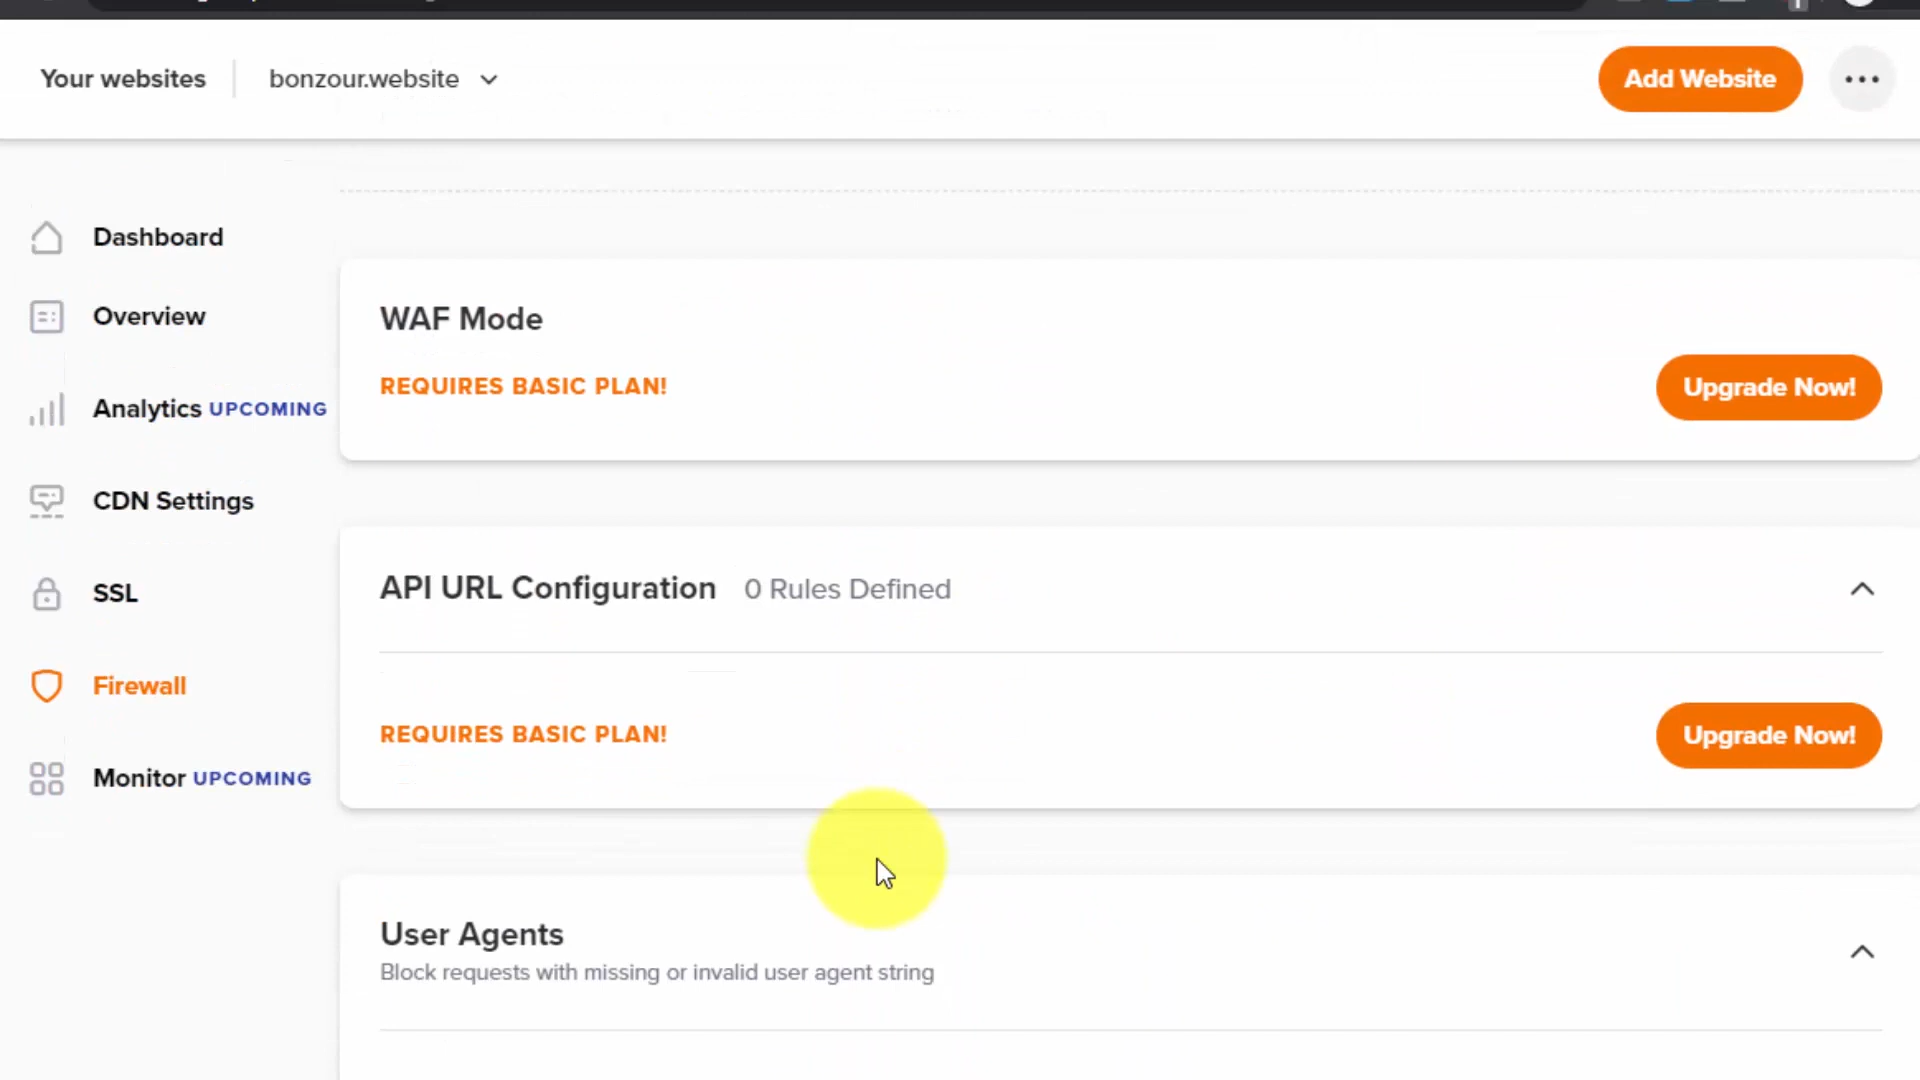 Your websites
bonzour.website
Add Website
Dashboard
Overview
Analytics UPCOMING
CDN Settings
SSL
Firewall
Monitor UPCOMING
WAF Mode
REQUIRES BASIC PLAN!
Upgrade Now!
API URL Configuration 0 Rules Defined
REQUIRES BASIC PLAN!
Upgrade Now!
User Agents
Block requests with missing or invalid user agent string